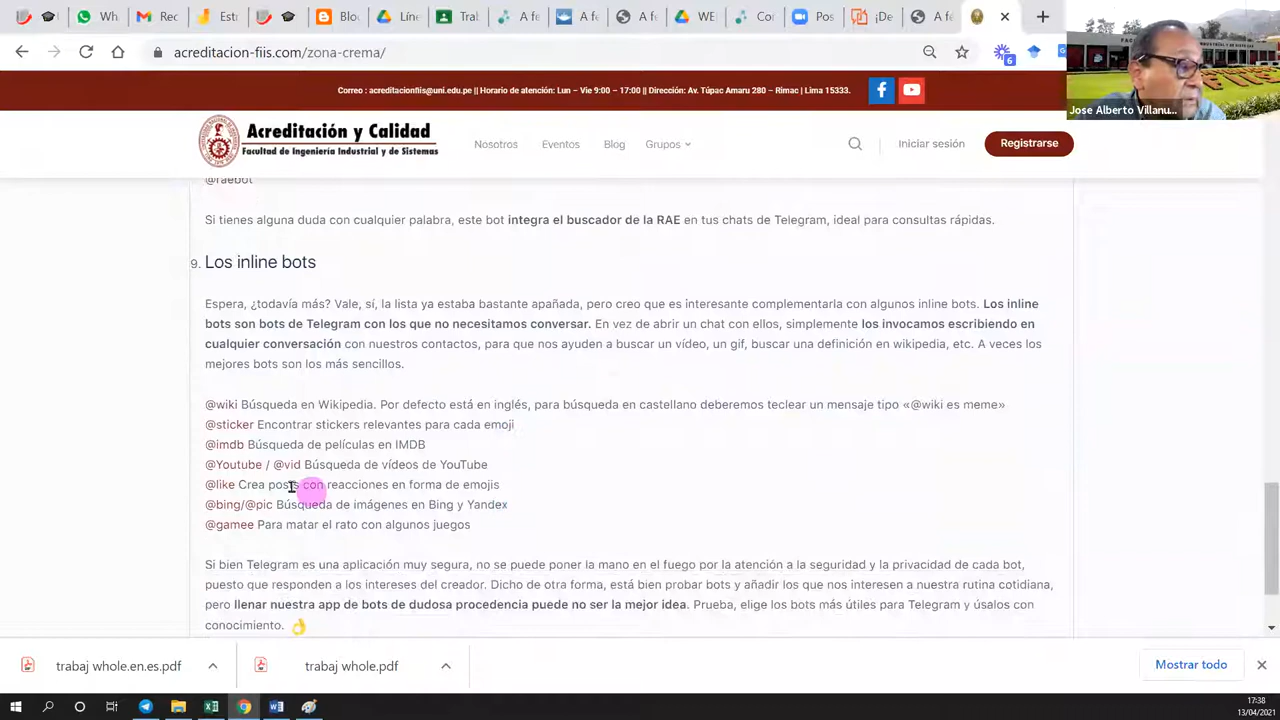 Wh
Rec
Est
Blo
Líne
Tra
A fe
A fe
A fe
WE
Co
Pos
¡De
A fe
acreditacion-fiis.com/zona-crema/
6
Jose Alberto Villanu...
Correo : acreditacionfiis@uni.edu.pe || Horario de atención: Lun – Vie 9:00 – 17:00 || Dirección: Av. Túpac Amaru 280 – Rimac | Lima 15333.
Acreditación y Calidad
Facultad de Ingeniería Industrial y de Sistemas
Nosotros
Eventos
Blog
Grupos
Iniciar sesión
Registrarse
@raebot
Si tienes alguna duda con cualquier palabra, este bot integra el buscador de la RAE en tus chats de Telegram, ideal para consultas rápidas.
9. Los inline bots
Espera, ¿todavía más? Vale, sí, la lista ya estaba bastante apañada, pero creo que es interesante complementarla con algunos inline bots. Los inline
bots son bots de Telegram con los que no necesitamos conversar. En vez de abrir un chat con ellos, simplemente los invocamos escribiendo en
cualquier conversación con nuestros contactos, para que nos ayuden a buscar un vídeo, un gif, buscar una definición en wikipedia, etc. A veces los
mejores bots son los más sencillos.
@wiki Búsqueda en Wikipedia. Por defecto está en inglés, para búsqueda en castellano deberemos teclear un mensaje tipo «@wiki es meme»
@sticker Encontrar stickers relevantes para cada emoji
@imdb Búsqueda de películas en IMDB
@Youtube / @vid Búsqueda de vídeos de YouTube
@like Crea posts con reacciones en forma de emojis
@bing/@pic Búsqueda de imágenes en Bing y Yandex
@gamee Para matar el rato con algunos juegos
Si bien Telegram es una aplicación muy segura, no se puede poner la mano en el fuego por la atención a la seguridad y la privacidad de cada bot,
puesto que responden a los intereses del creador. Dicho de otra forma, está bien probar bots y añadir los que nos interesen a nuestra rutina cotidiana,
pero llenar nuestra app de bots de dudosa procedencia puede no ser la mejor idea. Prueba, elige los bots más útiles para Telegram y úsalos con
conocimiento. 👌
trabaj whole.en.es.pdf
trabaj whole.pdf
Mostrar todo
17:38
13/04/2021